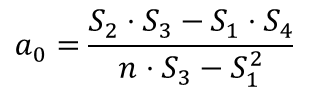 a₀ = (S₂ · S₃ − S₁ · S₄) / (n · S₃ − S₁²)